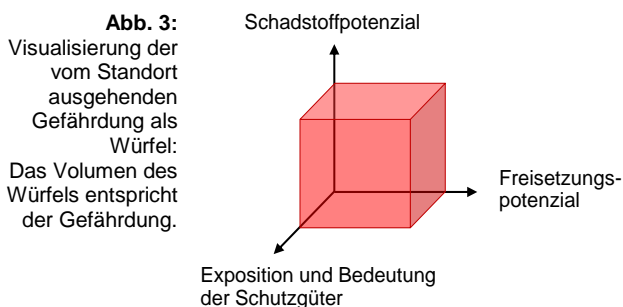 Abb. 3:
Visualisierung der
vom Standort
ausgehenden
Gefährdung als
Würfel:
Das Volumen des
Würfels entspricht
der Gefährdung.
Schadstoffpotenzial
Freisetzungs-
potenzial
Exposition und Bedeutung
der Schutzgüter